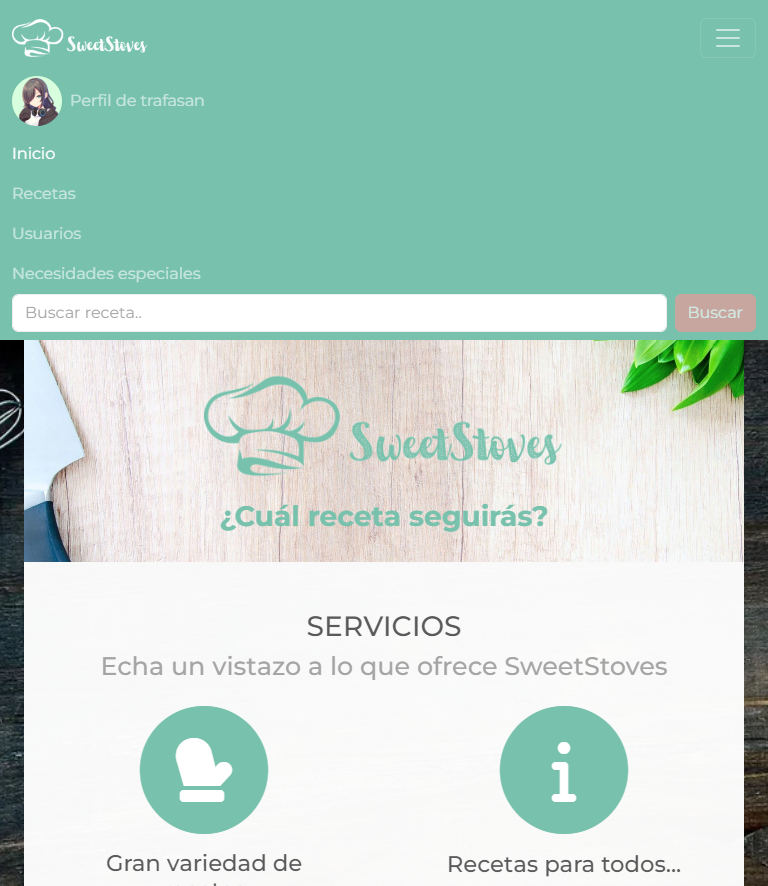 SweetStoves
Perfil de trafasan
Inicio
Recetas
Usuarios
Necesidades especiales
Buscar receta..
Buscar
SweetStoves
¿Cuál receta seguirás?
SERVICIOS
Echa un vistazo a lo que ofrece SweetStoves
Gran variedad de
Recetas para todos...